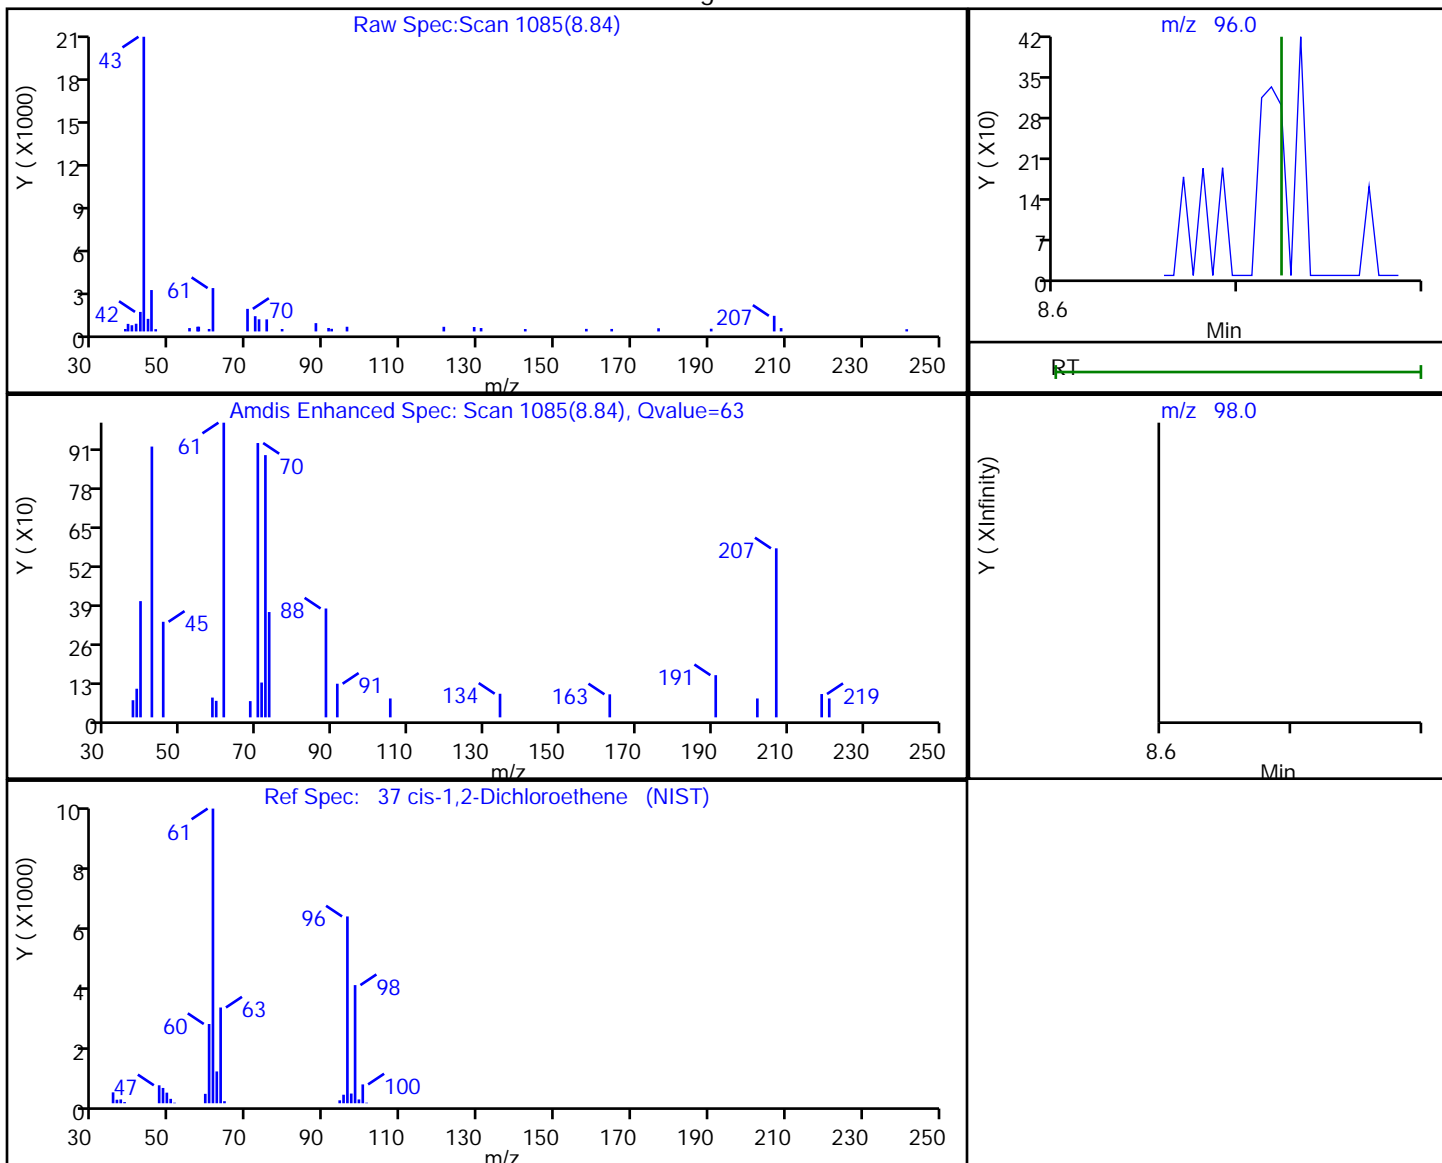 Raw Spec:Scan 1085(8.84)
Y ( X1000)
21
18
15
12
9
6
3
0
43
42
61
70
207
30 50 70 90 110 130 150 170 190 210 230 250
m/z
m/z 96.0
Y ( X10)
42
35
28
21
14
7
0
8.6
Min
RT
Amdis Enhanced Spec: Scan 1085(8.84), Qvalue=63
Y ( X10)
91
78
65
52
39
26
13
0
61
70
45
88
91
134
163
191
207
219
30 50 70 90 110 130 150 170 190 210 230 250
m/z
m/z 98.0
Y ( XInfinity)
8.6
Min
Ref Spec: 37 cis-1,2-Dichloroethene (NIST)
Y ( X1000)
10
8
6
4
2
0
61
96
98
63
60
47
100
30 50 70 90 110 130 150 170 190 210 230 250
m/z